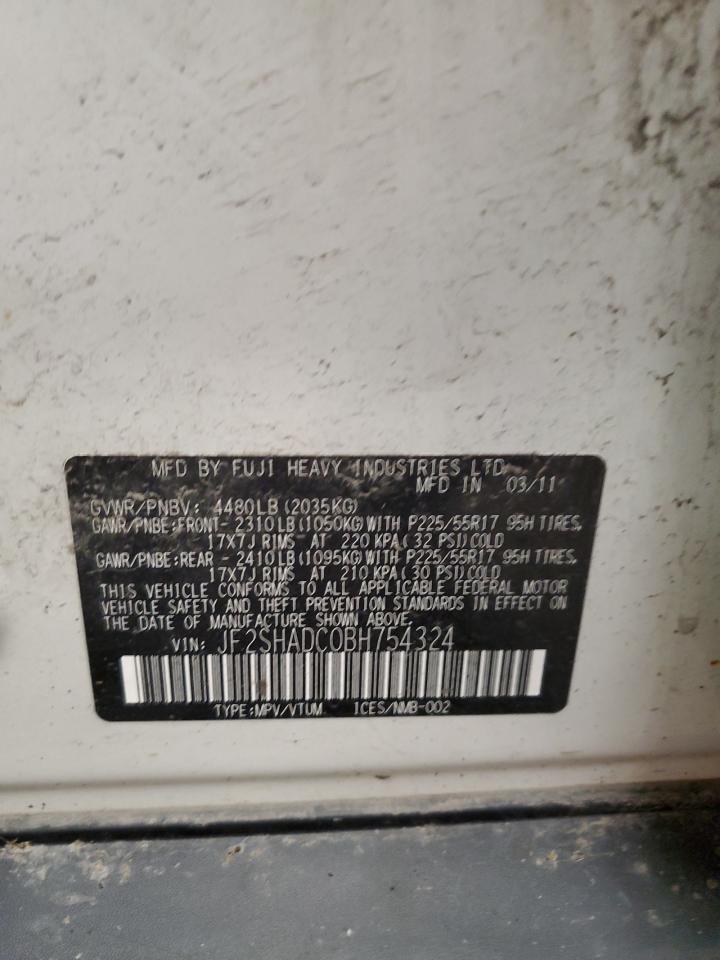 MFD BY FUJI HEAVY INDUSTRIES LTD.
MFD IN 03/11
GVWR/PNBV: 4480LB(2035KG)
GAWR/PNBE:FRONT- 2310LB(1050KG)WITH P225/55R17 95H TIRES,
17X7J RIMS AT 220 KPA( 32 PSI)COLD
GAWR/PNBE:REAR - 2410LB(1095KG)WITH P225/55R17 95H TIRES,
17X7J RIMS AT 210 KPA( 30 PSI)COLD
THIS VEHICLE CONFORMS TO ALL APPLICABLE FEDERAL MOTOR
VEHICLE SAFETY AND THEFT PREVENTION STANDARDS IN EFFECT ON
THE DATE OF MANUFACTURE SHOWN ABOVE.
VIN: JF2SHADC0BH754324
TYPE:MPV/VTUM ICES/NMB-002